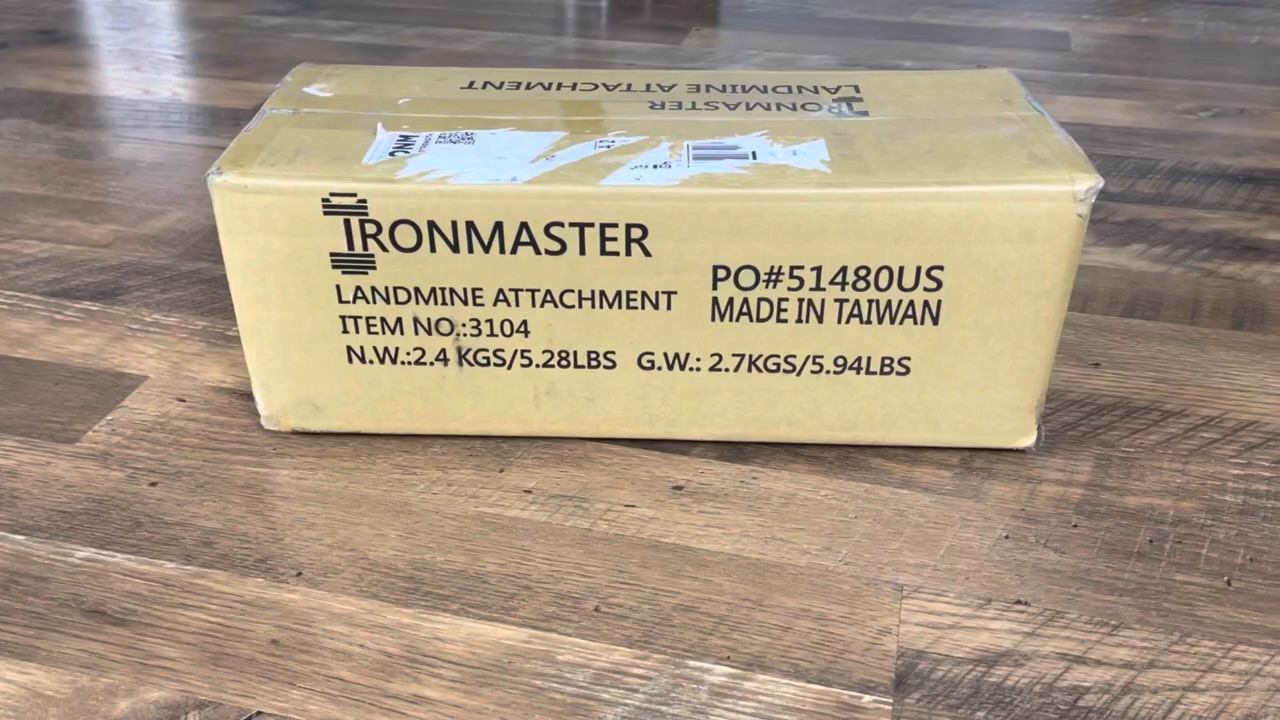 LANDMINE ATTACHMENT
IRONMASTER
IRONMASTER
LANDMINE ATTACHMENT
ITEM NO.:3104
N.W.:2.4 KGS/5.28LBS G.W.: 2.7KGS/5.94LBS
PO#51480US
MADE IN TAIWAN